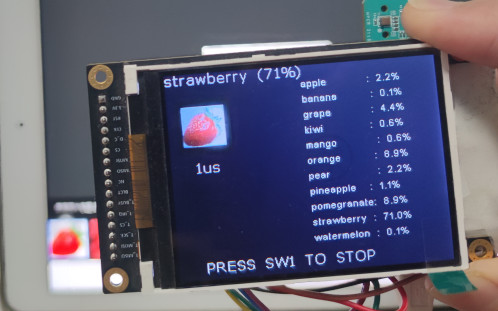 strawberry (71%)
1us
apple : 2.2%
banana : 0.1%
grape : 4.4%
kiwi : 0.6%
mango : 0.6%
orange : 8.9%
pear : 2.2%
pineapple : 1.1%
pomegranate: 8.9%
strawberry : 71.0%
watermelon : 0.1%
PRESS SW1 TO STOP